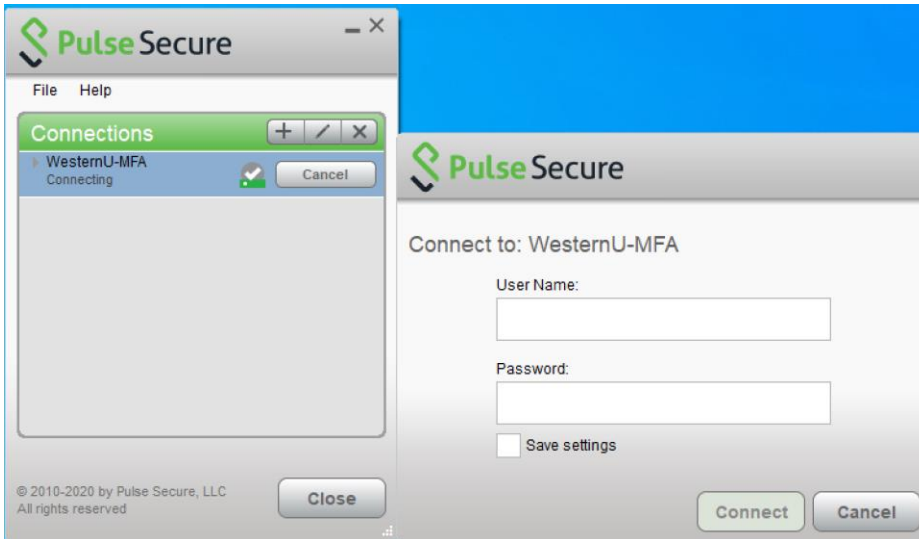 Pulse Secure
File Help
Connections
WesternU-MFA
Connecting
Cancel
© 2010-2020 by Pulse Secure, LLC
All rights reserved
Close
Pulse Secure
Connect to: WesternU-MFA
User Name:
Password:
Save settings
Connect Cancel